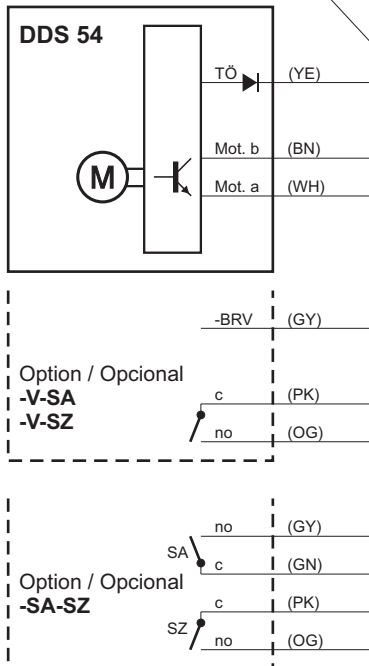 DDS 54
TÖ (YE)
Mot. b (BN)
M
Mot. a (WH)
-BRV (GY)
Option / Opcional
-V-SA
c (PK)
-V-SZ
no (OG)
no (GY)
SA
c (GN)
Option / Opcional
-SA-SZ
c (PK)
SZ
no (OG)